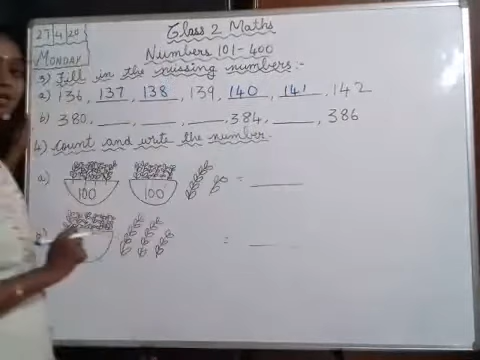 27 4 20
MONDAY
Class 2 Maths
Numbers 101-400
3) Fill in the missing numbers:-
a) 136, 137, 138, 139, 140, 141, 142
b) 380, ____, ____, ____, 384, ____, 386
4) Count and write the number.
a) 100 100 = ____
= ____